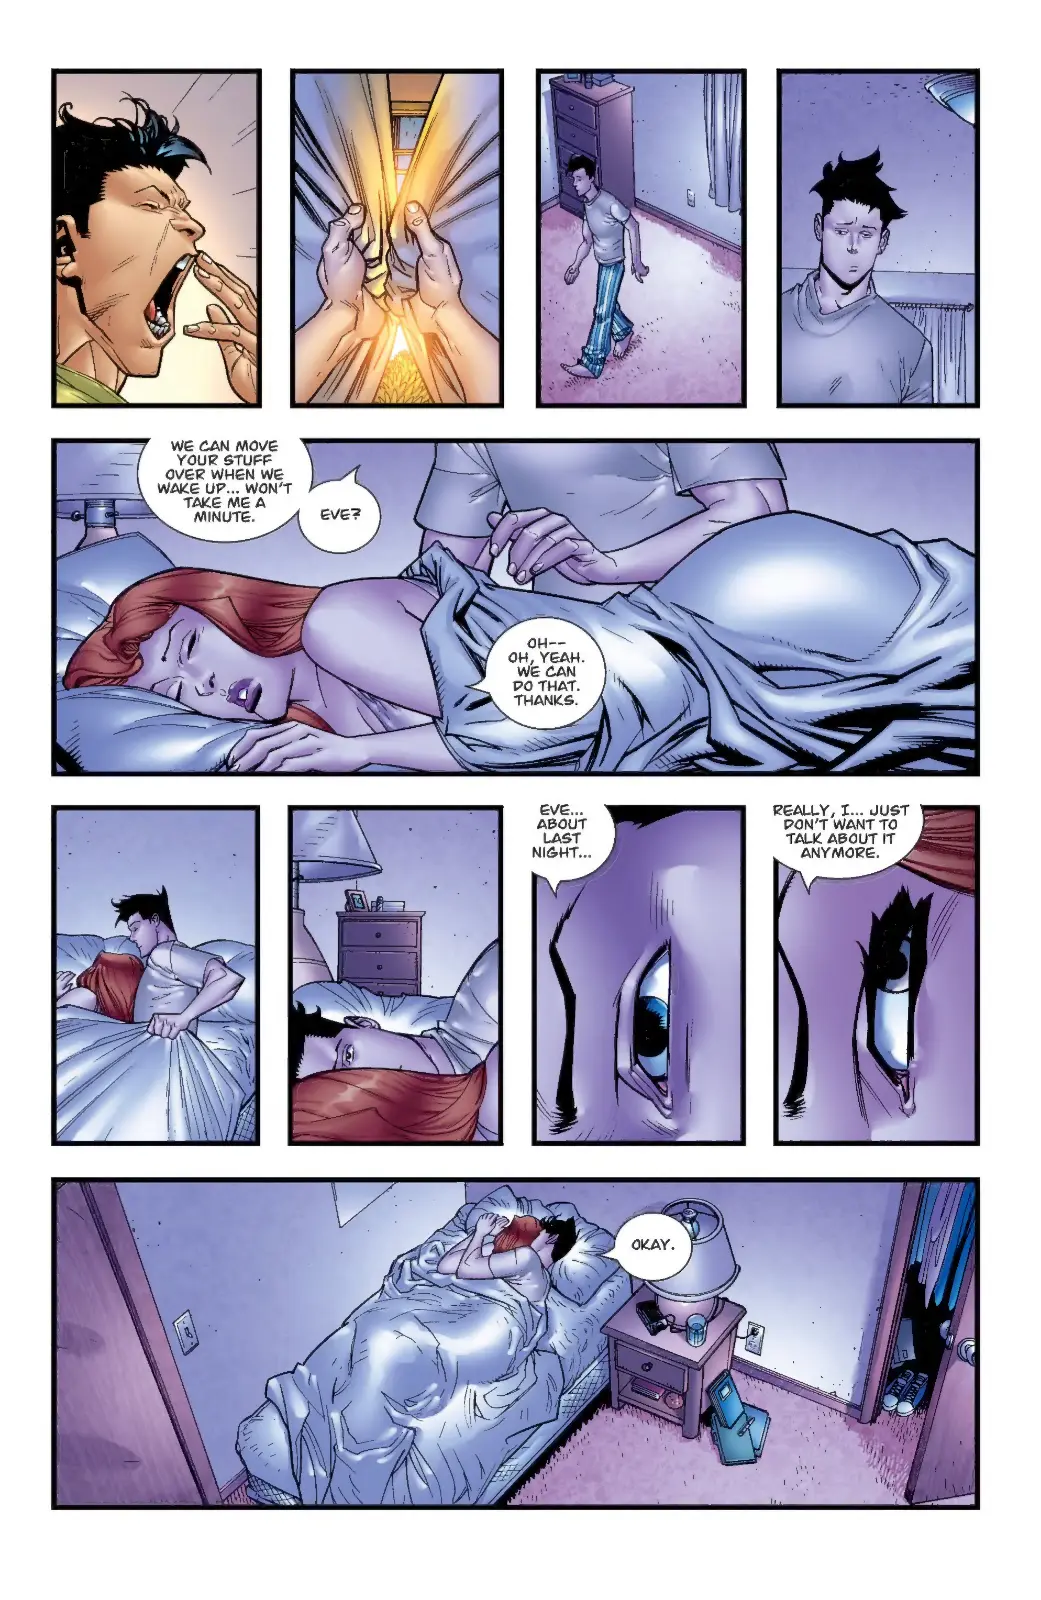 WE CAN MOVE
YOUR STUFF
OVER WHEN WE
WAKE UP... WON'T
TAKE ME A
MINUTE.
EVE?
OH--
OH, YEAH.
WE CAN
DO THAT.
THANKS.
EVE...
ABOUT
LAST
NIGHT...
REALLY, I... JUST
DON'T WANT TO
TALK ABOUT IT
ANYMORE.
OKAY.